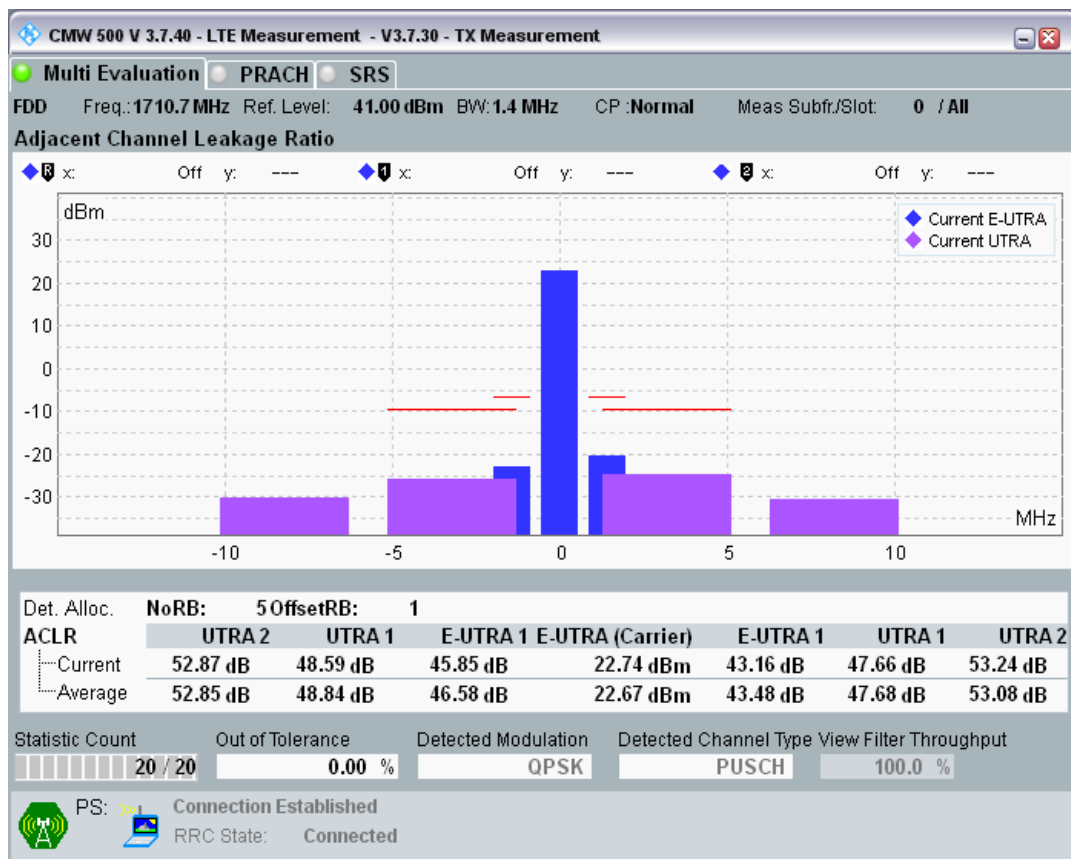 CMW 500 V 3.7.40 - LTE Measurement - V3.7.30 - TX Measurement
Multi Evaluation PRACH SRS
FDD Freq.:1710.7 MHz Ref. Level: 41.00 dBm BW:1.4 MHz CP :Normal Meas Subfr./Slot: 0 / All
Adjacent Channel Leakage Ratio
R x: Off y: --- 1 x: Off y: --- 2 x: Off y: ---
dBm
Current E-UTRA
Current UTRA
30
20
10
0
-10
-20
-30
MHz
-10 -5 0 5 10
Det. Alloc. NoRB: 5 OffsetRB: 1
ACLR UTRA 2 UTRA 1 E-UTRA 1 E-UTRA (Carrier) E-UTRA 1 UTRA 1 UTRA 2
Current 52.87 dB 48.59 dB 45.85 dB 22.74 dBm 43.16 dB 47.66 dB 53.24 dB
Average 52.85 dB 48.84 dB 46.58 dB 22.67 dBm 43.48 dB 47.68 dB 53.08 dB
Statistic Count Out of Tolerance Detected Modulation Detected Channel Type View Filter Throughput
20 / 20 0.00 % QPSK PUSCH 100.0 %
PS: Connection Established
RRC State: Connected